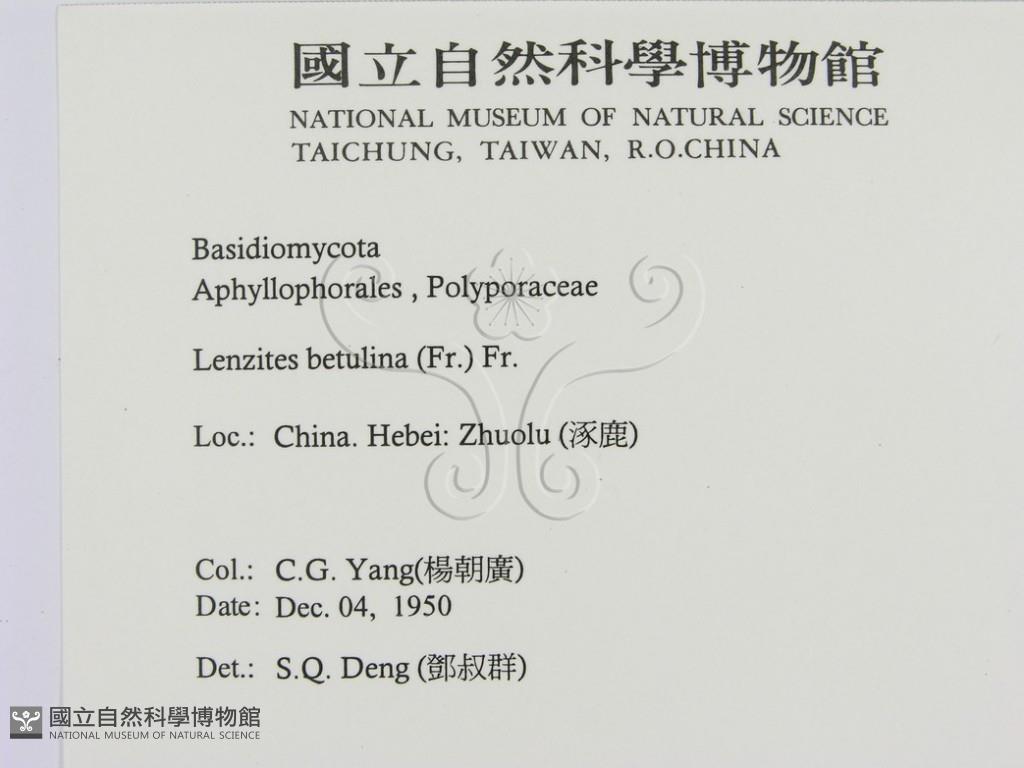 國立自然科學博物館
NATIONAL MUSEUM OF NATURAL SCIENCE
TAICHUNG, TAIWAN, R.O.CHINA
Basidiomycota
Aphyllophorales , Polyporaceae
Lenzites betulina (Fr.) Fr.
Loc.: China. Hebei: Zhuolu (涿鹿)
Col.: C.G. Yang(楊朝廣)
Date: Dec. 04, 1950
Det.: S.Q. Deng (鄧叔群)
國立自然科學博物館
NATIONAL MUSEUM OF NATURAL SCIENCE